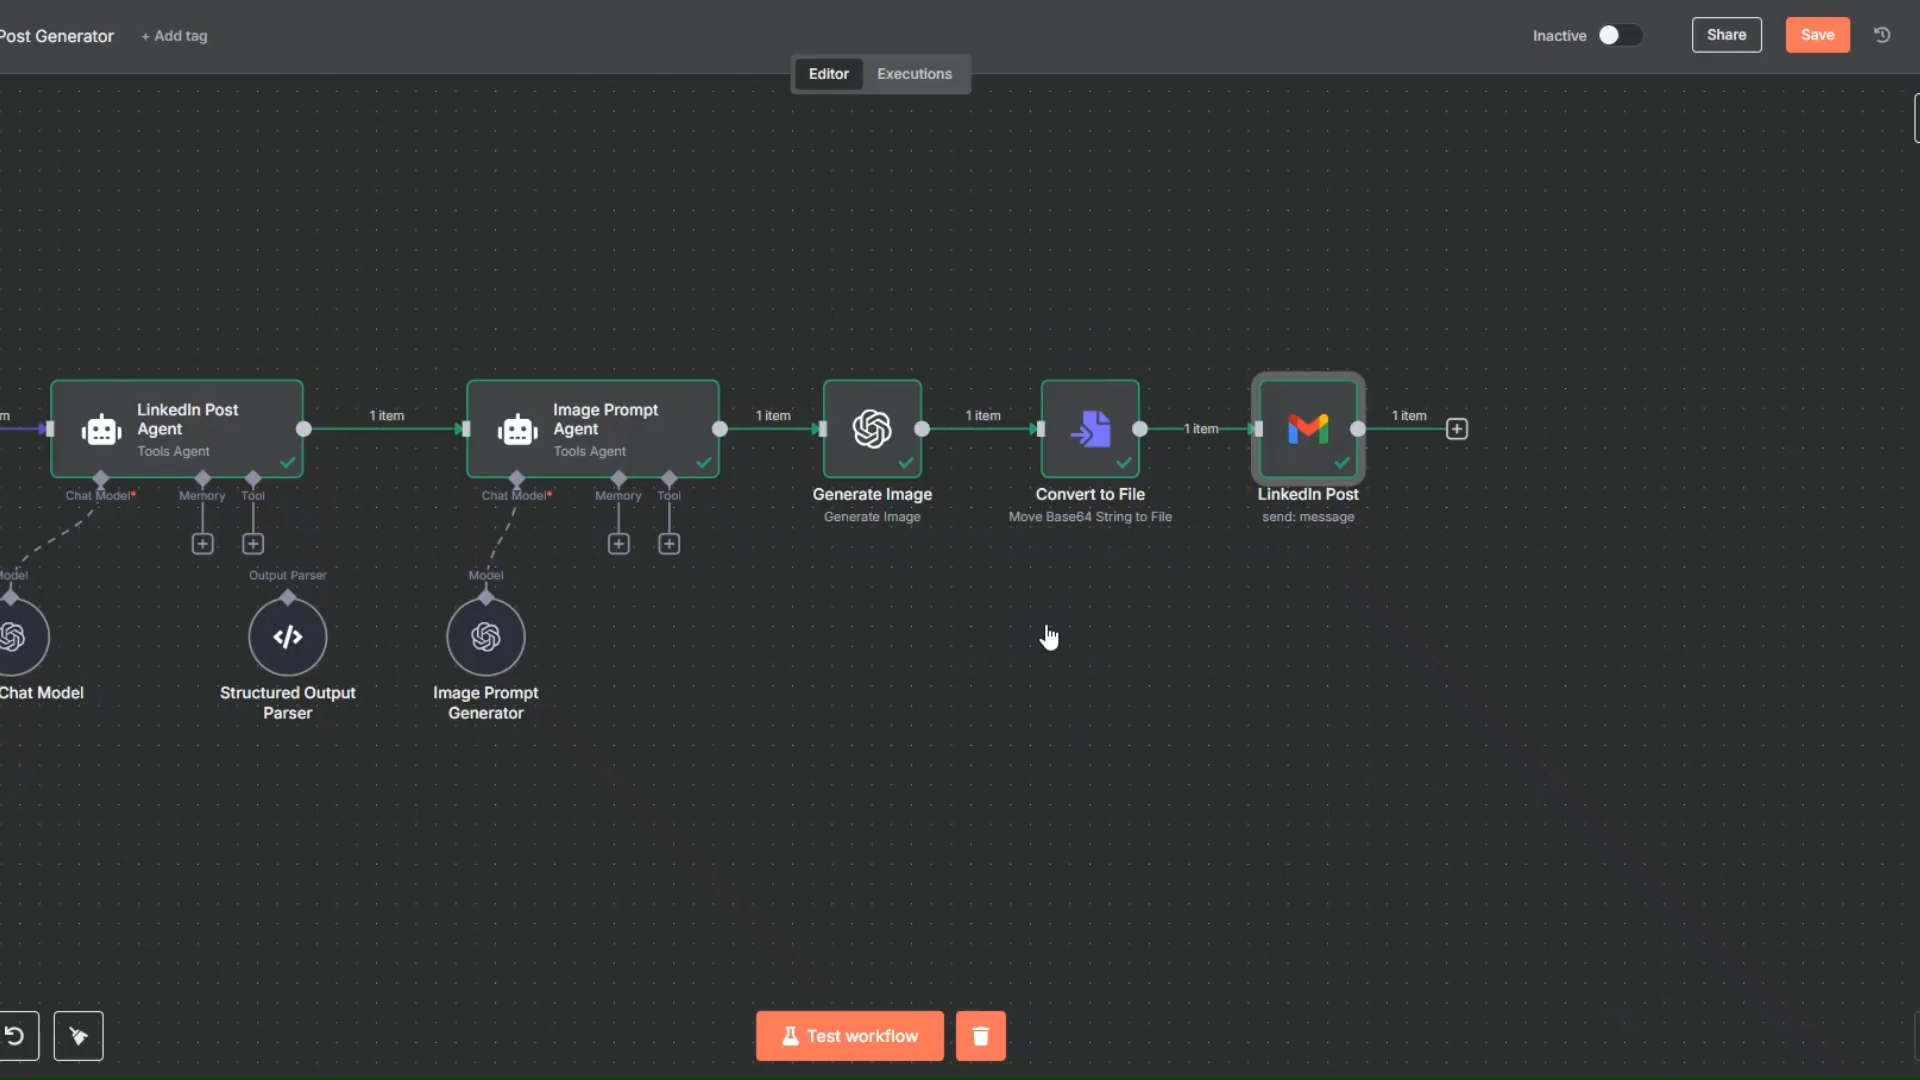 Post Generator + Add tag
Inactive Share Save
Editor Executions
1 item 1 item 1 item 1 item 1 item
LinkedIn Post
Agent
Tools Agent
Image Prompt
Agent
Tools Agent
Chat Model* Memory Tool
Chat Model* Memory Tool
Generate Image
Generate Image
Convert to File
Move Base64 String to File
LinkedIn Post
send: message
Output Parser
Model
Chat Model
Structured Output
Parser
Image Prompt
Generator
Test workflow